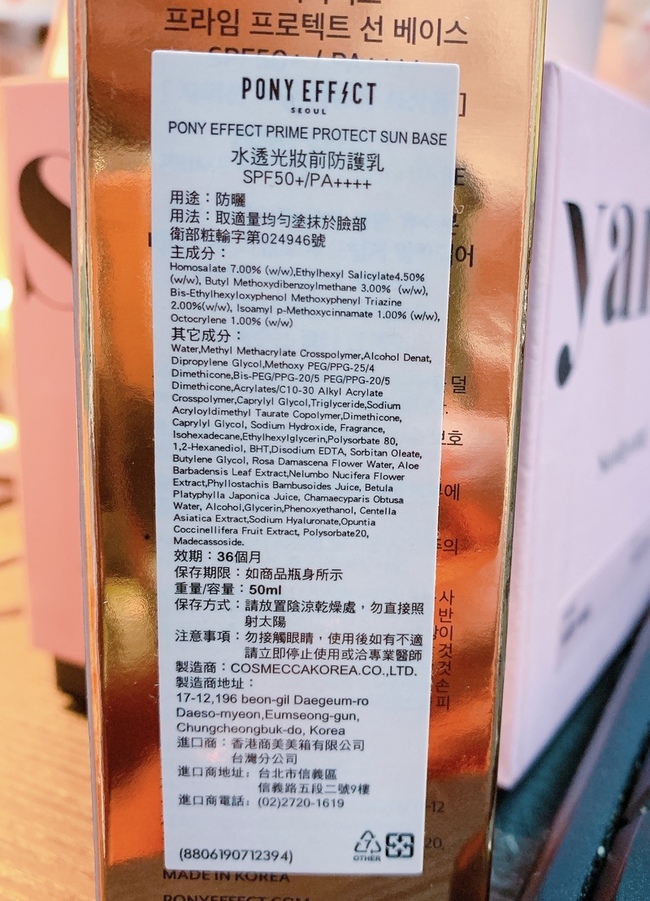 프라임 프로텍트 선 베이스
SPF50+/ PA++++
PONY EFFECT
SEOUL
PONY EFFECT PRIME PROTECT SUN BASE
水透光妝前防護乳
SPF50+/PA++++
用途：防曬
用法：取適量均勻塗抹於臉部
衛部粧輸字第024946號
主成分：
Homosalate 7.00% (w/w),Ethylhexyl Salicylate4.50%
(w/w), Butyl Methoxydibenzoylmethane 3.00% (w/w),
Bis-Ethylhexyloxyphenol Methoxyphenyl Triazine
2.00%(w/w), Isoamyl p-Methoxycinnamate 1.00% (w/w),
Octocrylene 1.00% (w/w)
其它成分：
Water,Methyl Methacrylate Crosspolymer,Alcohol Denat,
Dipropylene Glycol,Methoxy PEG/PPG-25/4
Dimethicone,Bis-PEG/PPG-20/5 PEG/PPG-20/5
Dimethicone,Acrylates/C10-30 Alkyl Acrylate
Crosspolymer,Caprylyl Glycol,Triglyceride,Sodium
Acryloyldimethyl Taurate Copolymer,Dimethicone,
Caprylyl Glycol, Sodium Hydroxide, Fragrance,
Isohexadecane,Ethylhexylglycerin,Polysorbate 80,
1,2-Hexanediol, BHT,Disodium EDTA, Sorbitan Oleate,
Butylene Glycol, Rosa Damascena Flower Water, Aloe
Barbadensis Leaf Extract,Nelumbo Nucifera Flower
Extract,Phyllostachis Bambusoides Juice, Betula
Platyphylla Japonica Juice, Chamaecyparis Obtusa
Water, Alcohol,Glycerin,Phenoxyethanol, Centella
Asiatica Extract,Sodium Hyaluronate,Opuntia
Coccinellifera Fruit Extract, Polysorbate20,
Madecassoside.
效期：36個月
保存期限：如商品瓶身所示
重量/容量：50ml
保存方式：請放置陰涼乾燥處，勿直接照
射太陽
注意事項：勿接觸眼睛，使用後如有不適
請立即停止使用或洽專業醫師
製造商：COSMECCAKOREA.CO.,LTD.
製造商地址：
17-12,196 beon-gil Daegeum-ro
Daeso-myeon,Eumseong-gun,
Chungcheongbuk-do, Korea
進口商：香港商美美箱有限公司
台灣分公司
進口商地址：台北市信義區
信義路五段二號9樓
進口商電話：(02)2720-1619
(8806190712394)
7
OTHER
MADE IN KOREA
PONYEFFECT.COM
S
yan